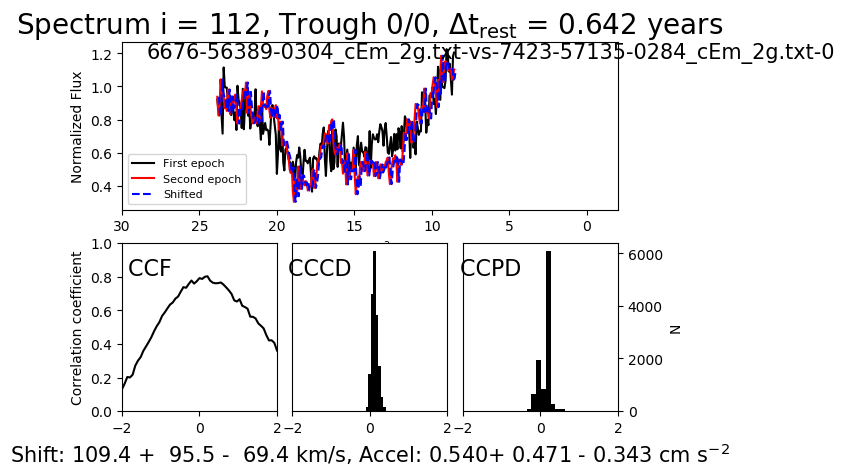 Spectrum i = 112, Trough 0/0, Δt_rest = 0.642 years
6676-56389-0304_cEm_2g.txt-vs-7423-57135-0284_cEm_2g.txt-0
Normalized Flux
1.2
1.0
0.8
0.6
0.4
First epoch
Second epoch
Shifted
30 25 20 15 10 5 0
Correlation coefficient
1.0
0.8
0.6
0.4
0.2
0.0
CCF
CCCD
CCPD
6000
4000
2000
0
N
−2 0 2
−2 0 2
−2 0 2
Shift: 109.4 + 95.5 - 69.4 km/s, Accel: 0.540+ 0.471 - 0.343 cm s⁻²